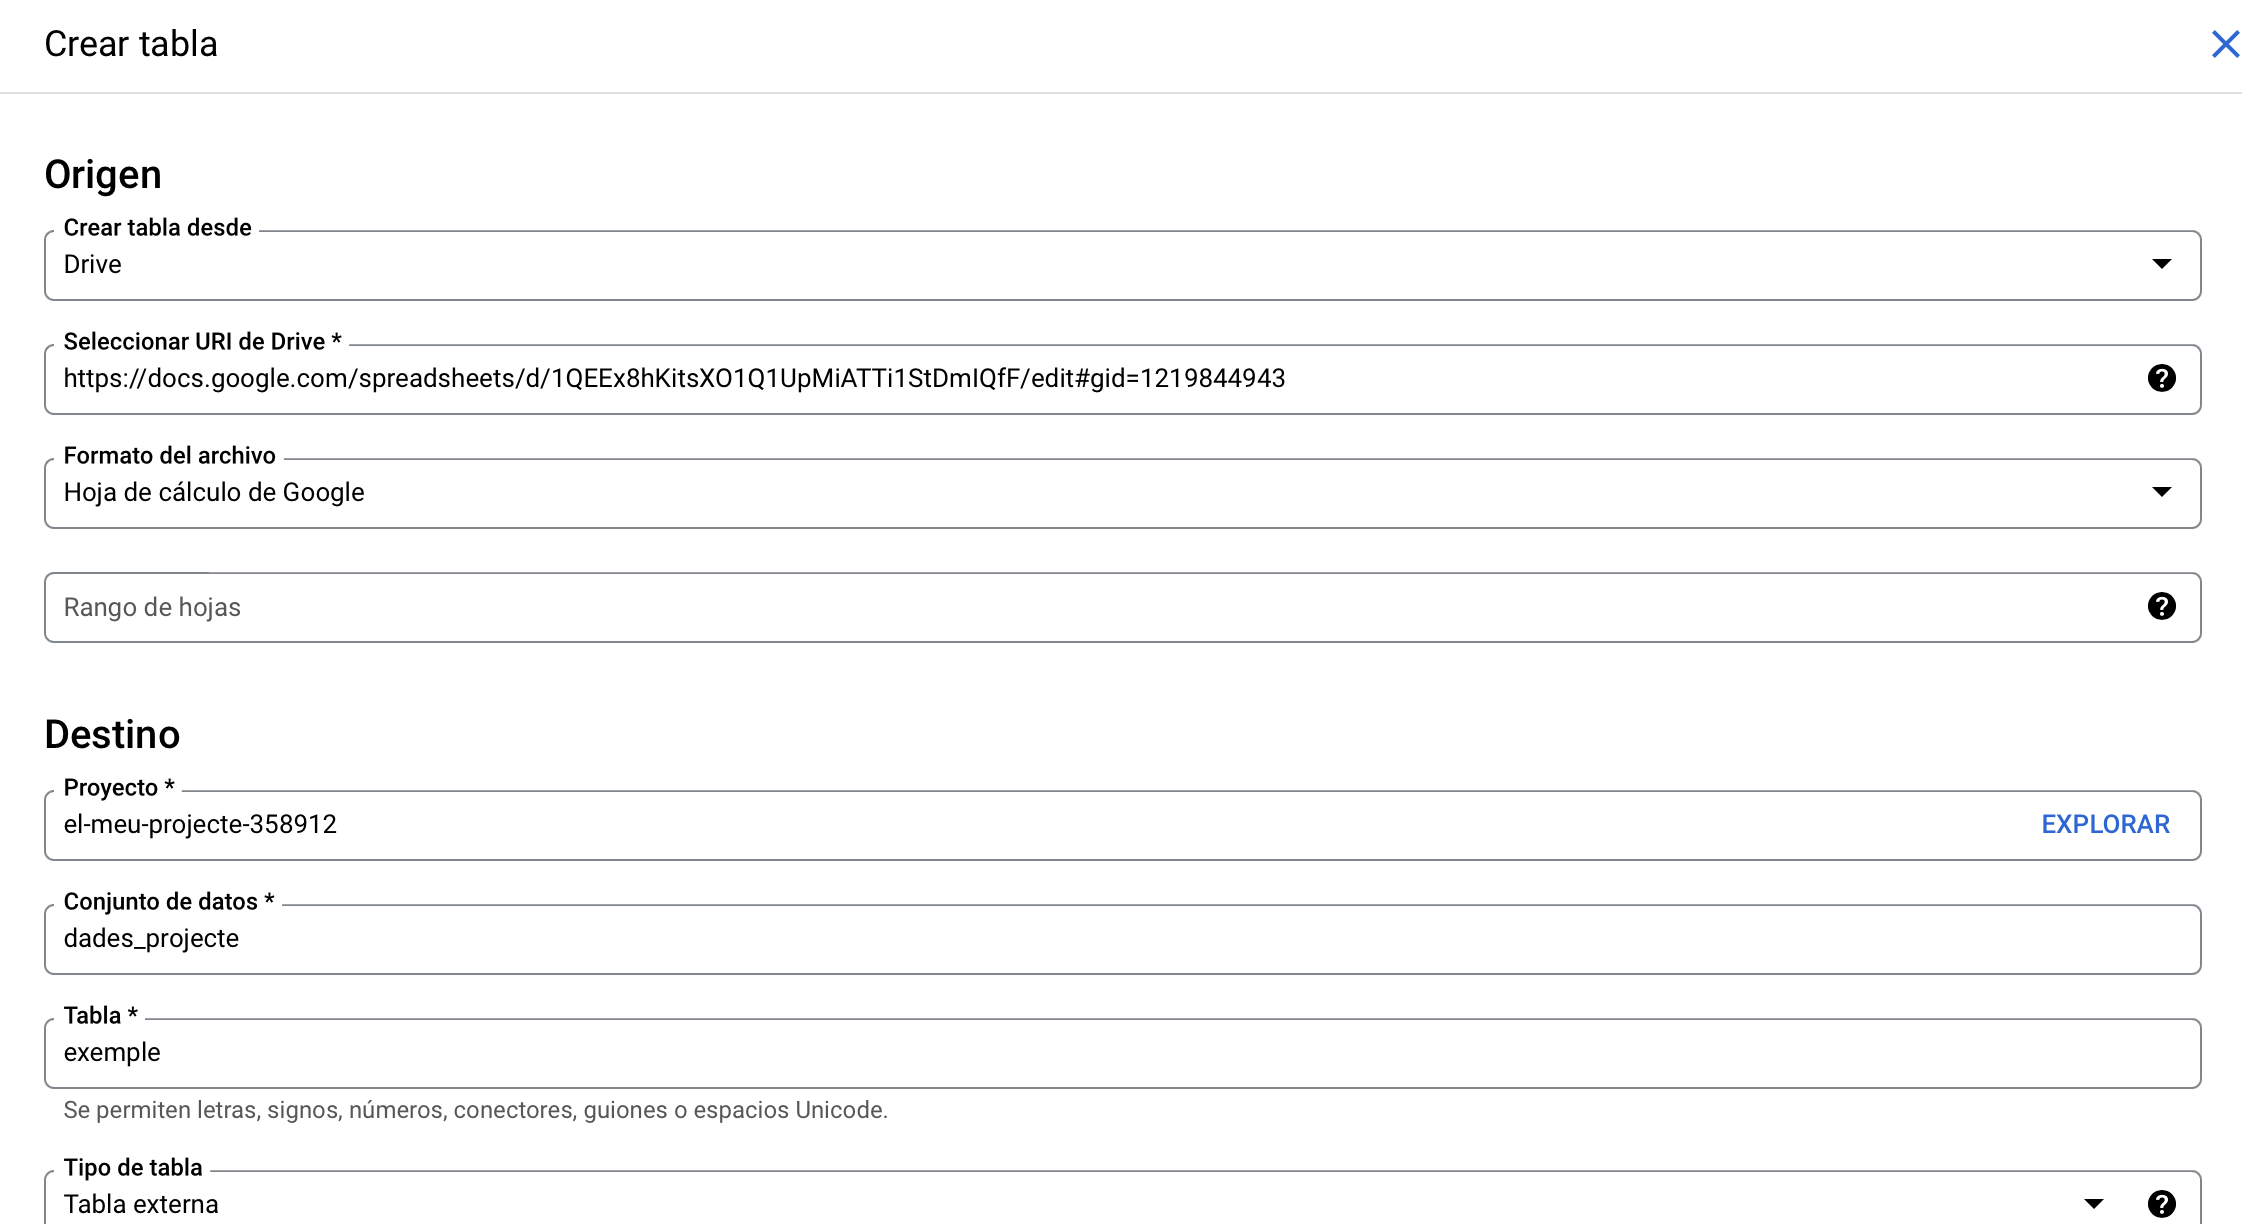 Crear tabla
Origen
Crear tabla desde
Drive
Seleccionar URI de Drive *
https://docs.google.com/spreadsheets/d/1QEEx8hKitsXO1Q1UpMiATTi1StDmIQfF/edit#gid=1219844943
Formato del archivo
Hoja de cálculo de Google
Rango de hojas
Destino
Proyecto *
el-meu-projecte-358912
EXPLORAR
Conjunto de datos *
dades_projecte
Tabla *
exemple
Se permiten letras, signos, números, conectores, guiones o espacios Unicode.
Tipo de tabla
Tabla externa